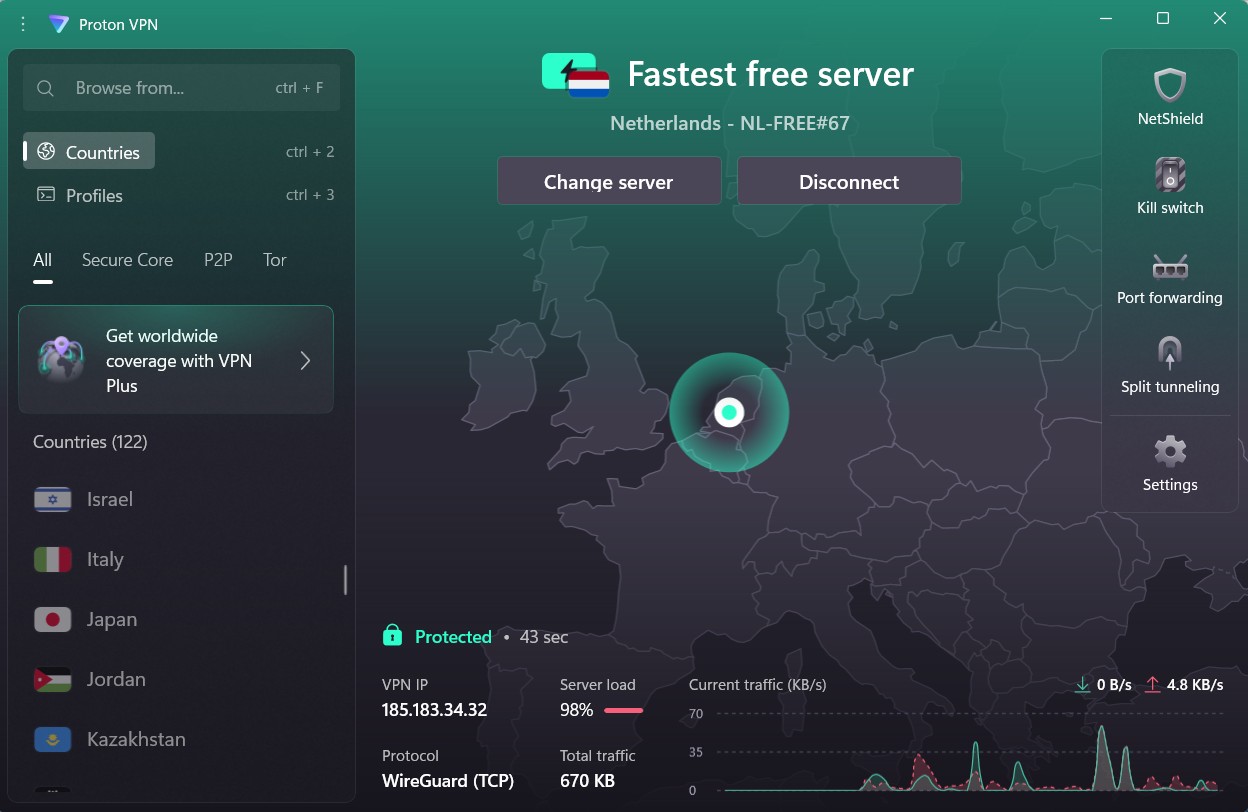 Proton VPN
Browse from...
ctrl + F
Countries
ctrl + 2
Profiles
ctrl + 3
All
Secure Core
P2P
Tor
Get worldwide
coverage with VPN
Plus
Countries (122)
Israel
Italy
Japan
Jordan
Kazakhstan
Fastest free server
Netherlands - NL-FREE#67
Change server
Disconnect
Protected • 43 sec
VPN IP
185.183.34.32
Server load
98%
Protocol
WireGuard (TCP)
Total traffic
670 KB
Current traffic (KB/s)
0 B/s
4.8 KB/s
70
35
0
NetShield
Kill switch
Port forwarding
Split tunneling
Settings